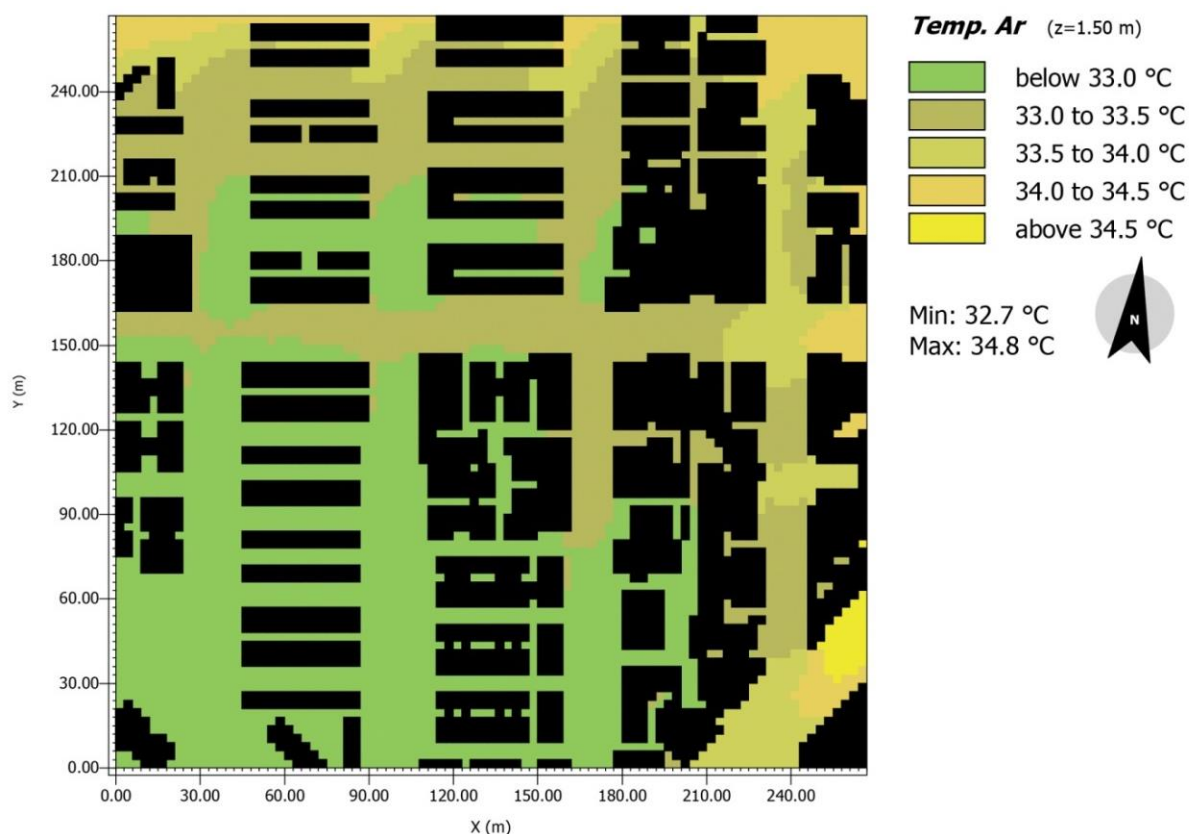 Temp. Ar (z=1.50 m)
below 33.0 °C
33.0 to 33.5 °C
33.5 to 34.0 °C
34.0 to 34.5 °C
above 34.5 °C
Min: 32.7 °C
Max: 34.8 °C
N
Y (m)
240.00
210.00
180.00
150.00
120.00
90.00
60.00
30.00
0.00
0.00 30.00 60.00 90.00 120.00 150.00 180.00 210.00 240.00
X (m)